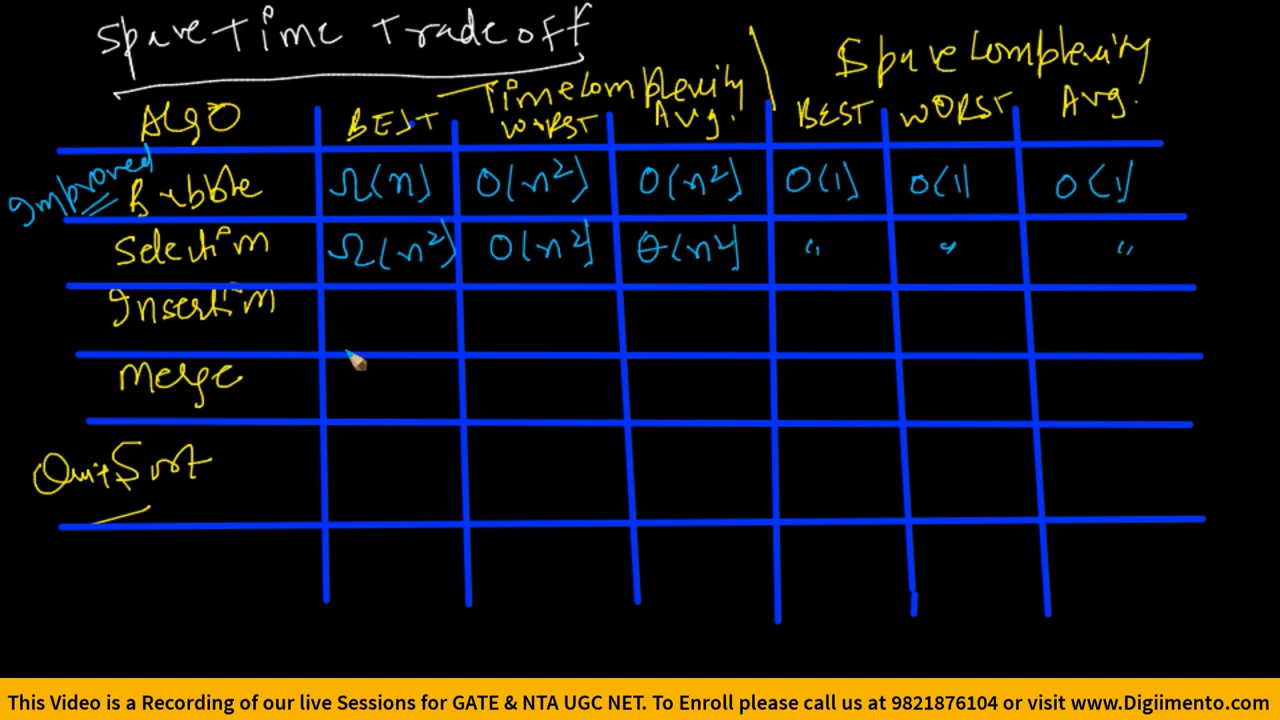 Space Time Tradeoff
Time Complexity Space Complexity
ALGO BEST WORST Avg. BEST WORST Avg.
Improved Bubble Ω(n) O(n²) O(n²) O(1) O(1) O(1)
Selection Ω(n²) O(n²) θ(n²) " " "
Insertion
Merge
Quick Sort
This Video is a Recording of our live Sessions for GATE & NTA UGC NET. To Enroll please call us at 9821876104 or visit www.Digiimento.com